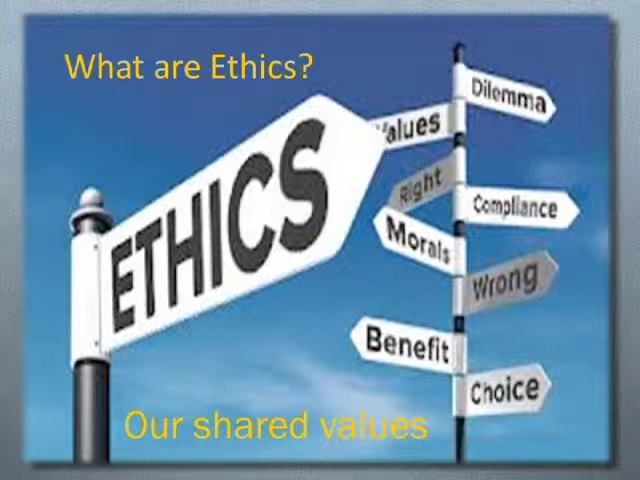 What are Ethics?
ETHICS
Dilemma
Values
Right
Compliance
Morals
Wrong
Benefit
Choice
Our shared values